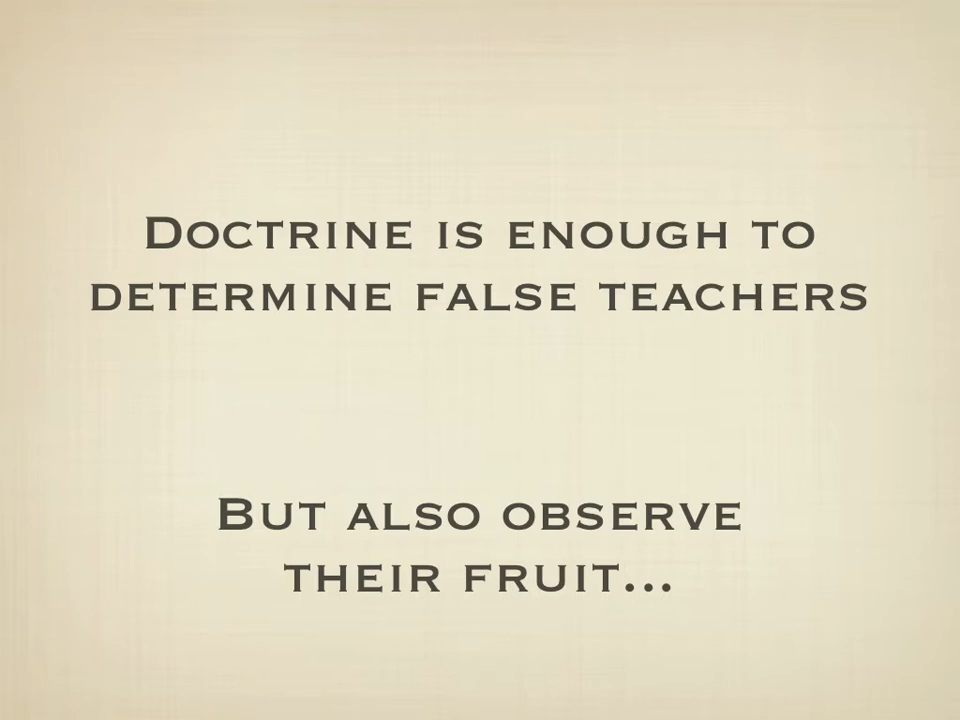 Doctrine is enough to
determine false teachers
But also observe
their fruit...